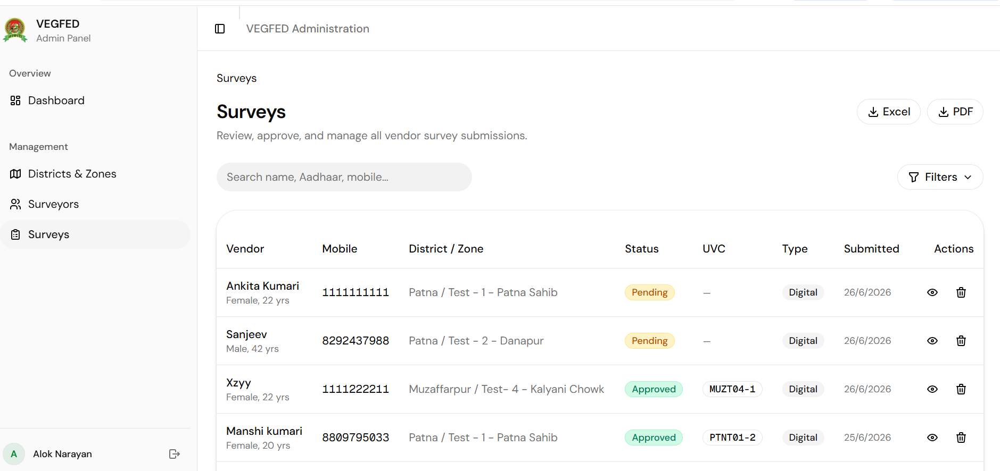 VEGFED
Admin Panel
तरकारी
Overview
Dashboard
Management
Districts & Zones
Surveyors
Surveys
A Alok Narayan
VEGFED Administration
Surveys
Surveys
Excel PDF
Review, approve, and manage all vendor survey submissions.
Search name, Aadhaar, mobile...
Filters
Vendor Mobile District / Zone Status UVC Type Submitted Actions
Ankita Kumari
Female, 22 yrs
1111111111 Patna / Test - 1 - Patna Sahib Pending — Digital 26/6/2026
Sanjeev
Male, 42 yrs
8292437988 Patna / Test - 2 - Danapur Pending — Digital 26/6/2026
Xzyy
Female, 22 yrs
1111222211 Muzaffarpur / Test- 4 - Kalyani Chowk Approved MUZT04-1 Digital 26/6/2026
Manshi kumari
Female, 20 yrs
8809795033 Patna / Test - 1 - Patna Sahib Approved PTNT01-2 Digital 25/6/2026